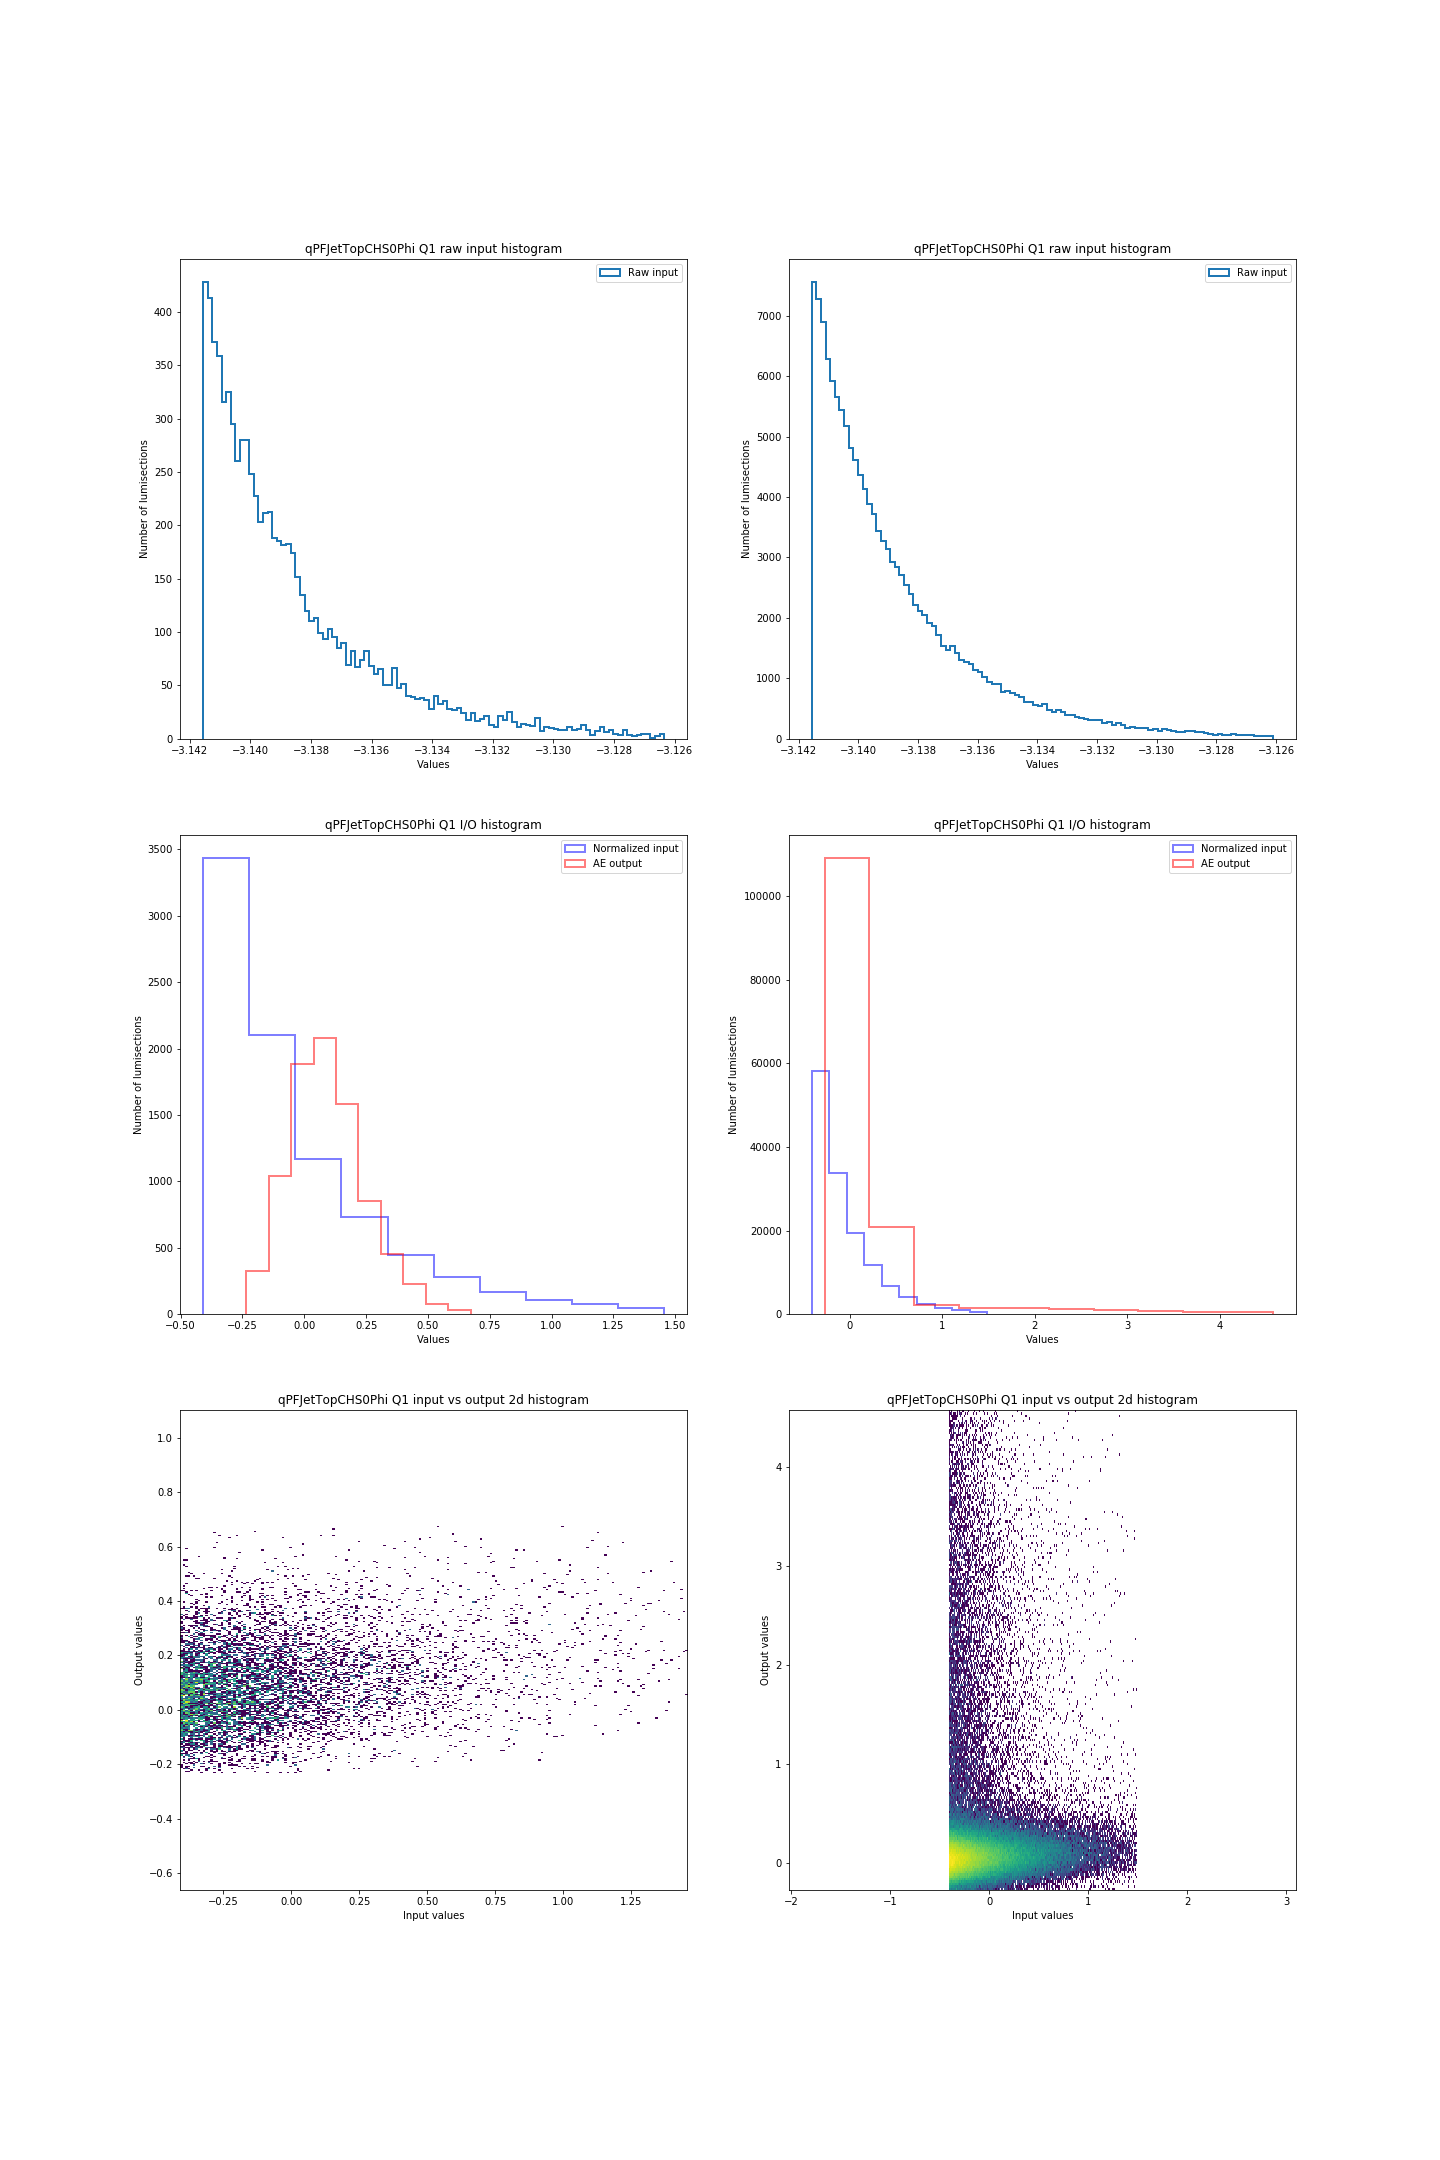 qPFJetTopCHS0Phi Q1 raw input histogram
Raw input
400
350
300
250
200
150
100
50
0
Number of lumisections
−3.142 −3.140 −3.138 −3.136 −3.134 −3.132 −3.130 −3.128 −3.126
Values
qPFJetTopCHS0Phi Q1 raw input histogram
Raw input
7000
6000
5000
4000
3000
2000
1000
0
Number of lumisections
−3.142 −3.140 −3.138 −3.136 −3.134 −3.132 −3.130 −3.128 −3.126
Values
qPFJetTopCHS0Phi Q1 I/O histogram
Normalized input
AE output
3500
3000
2500
2000
1500
1000
500
0
Number of lumisections
−0.50 −0.25 0.00 0.25 0.50 0.75 1.00 1.25 1.50
Values
qPFJetTopCHS0Phi Q1 I/O histogram
Normalized input
AE output
100000
80000
60000
40000
20000
0
Number of lumisections
0 1 2 3 4
Values
qPFJetTopCHS0Phi Q1 input vs output 2d histogram
1.0
0.8
0.6
0.4
0.2
0.0
−0.2
−0.4
−0.6
Output values
−0.25 0.00 0.25 0.50 0.75 1.00 1.25
Input values
qPFJetTopCHS0Phi Q1 input vs output 2d histogram
4
3
2
1
0
Output values
−2 −1 0 1 2 3
Input values